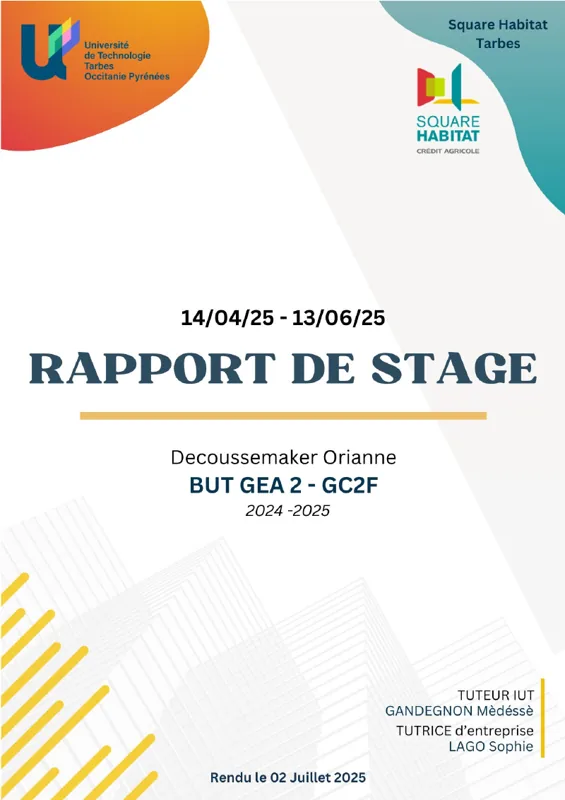 Université
de Technologie
Tarbes
Occitanie Pyrénées
Square Habitat
Tarbes
SQUARE
HABITAT
CRÉDIT AGRICOLE
14/04/25 - 13/06/25
RAPPORT DE STAGE
Decoussemaker Orianne
BUT GEA 2 - GC2F
2024 -2025
TUTEUR IUT
GANDEGNON Mèdéssè
TUTRICE d'entreprise
LAGO Sophie
Rendu le 02 Juillet 2025